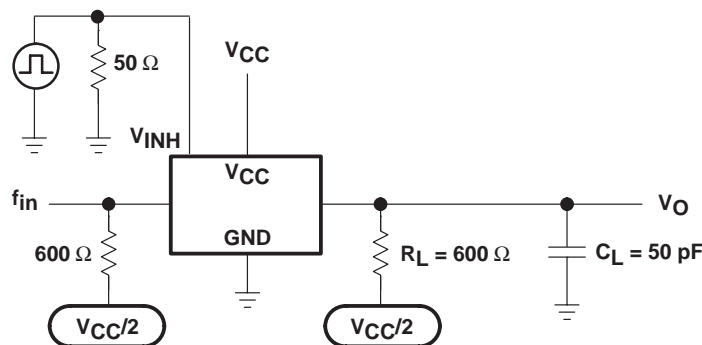 50 Ω
VCC
VINH
VCC
fin
VO
GND
600 Ω
RL = 600 Ω
CL = 50 pF
VCC/2
VCC/2